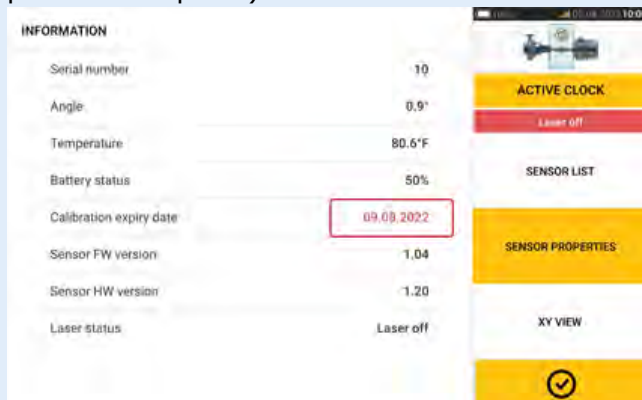 INFORMATION
Serial number 10
Angle 0.9°
Temperature 80.6°F
Battery status 50%
Calibration expiry date 09.08.2022
Sensor FW version 1.04
Sensor HW version 1.20
Laser status Laser off
10:0
ACTIVE CLOCK
Laser off
SENSOR LIST
SENSOR PROPERTIES
XY VIEW